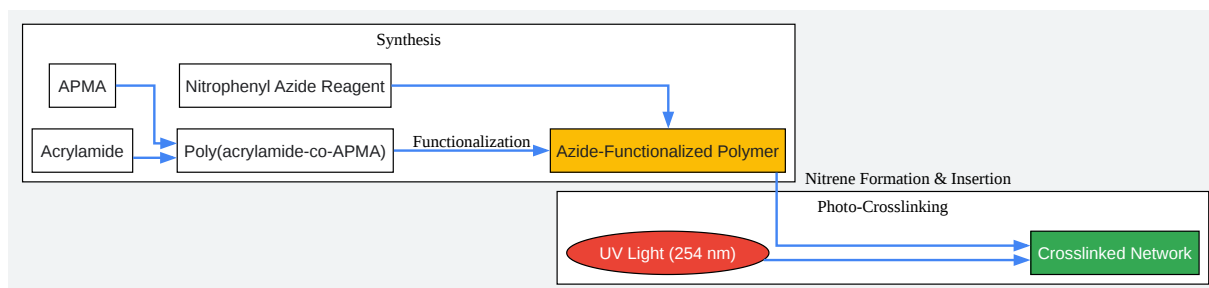 Synthesis
APMA
Nitrophenyl Azide Reagent
Acrylamide
Poly(acrylamide-co-APMA)
Functionalization
Azide-Functionalized Polymer
Nitrene Formation & Insertion
Photo-Crosslinking
UV Light (254 nm)
Crosslinked Network